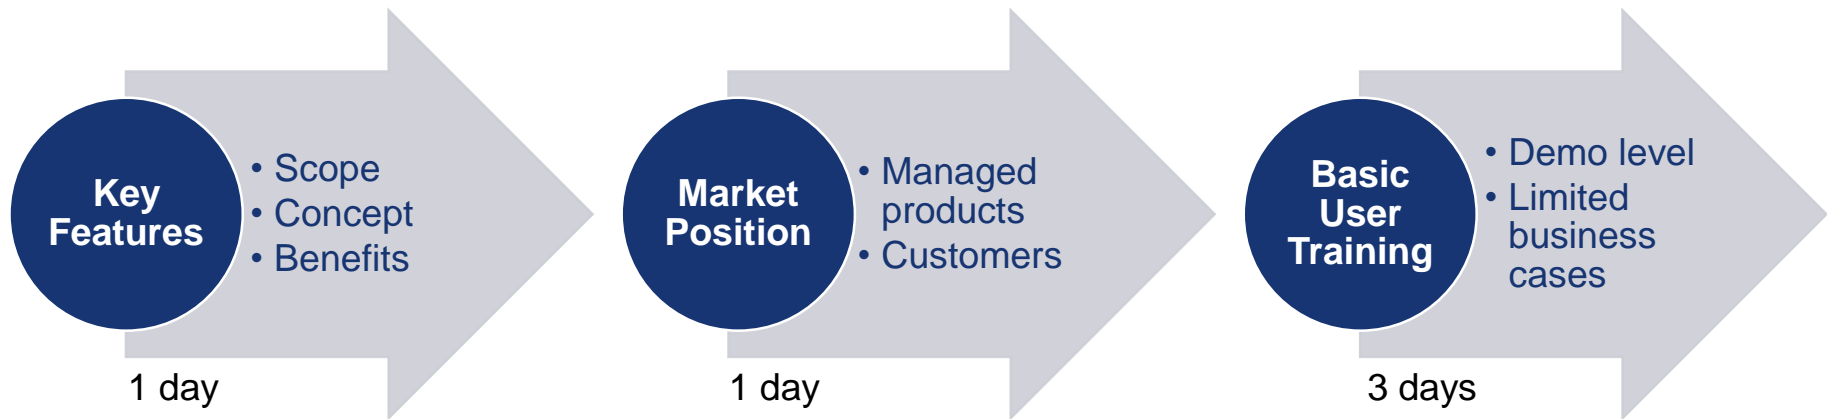 Key
Features
• Scope
• Concept
• Benefits
1 day
Market
Position
• Managed
products
• Customers
1 day
Basic
User
Training
• Demo level
• Limited
business
cases
3 days